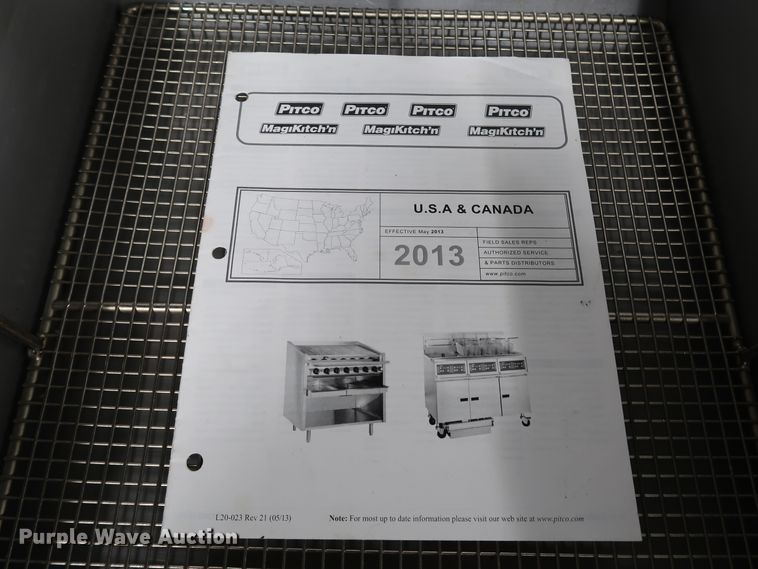 PITCO PITCO PITCO PITCO
MagiKitch'n MagiKitch'n MagiKitch'n
U.S.A & CANADA
EFFECTIVE May 2013
2013
FIELD SALES REPS
AUTHORIZED SERVICE
& PARTS DISTRIBUTORS
www.pitco.com
L20-023 Rev 21 (05/13)
Note: For most up to date information please visit our web site at www.pitco.com
Purple Wave Auction